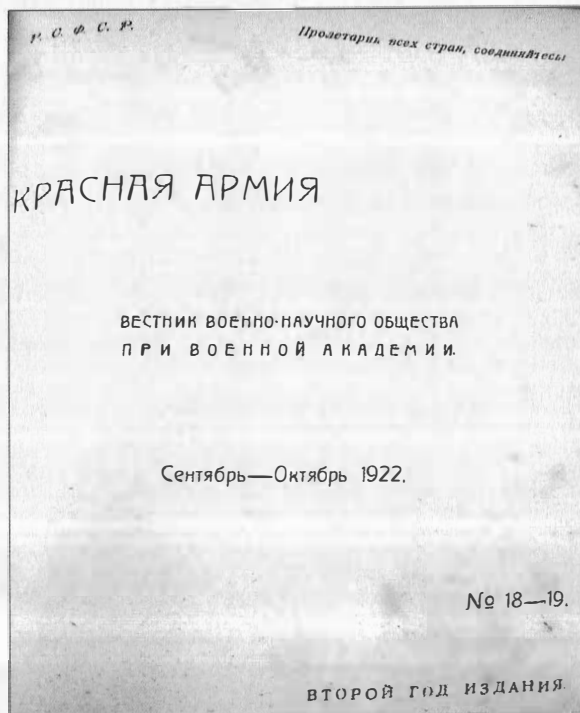 Р. С. Ф. С. Р.
Пролетарии всех стран, соединяйтесь!
КРАСНАЯ АРМИЯ
ВЕСТНИК ВОЕННО-НАУЧНОГО ОБЩЕСТВА
ПРИ ВОЕННОЙ АКАДЕМИИ.
Сентябрь—Октябрь 1922.
№ 18—19.
ВТОРОЙ ГОД ИЗДАНИЯ.